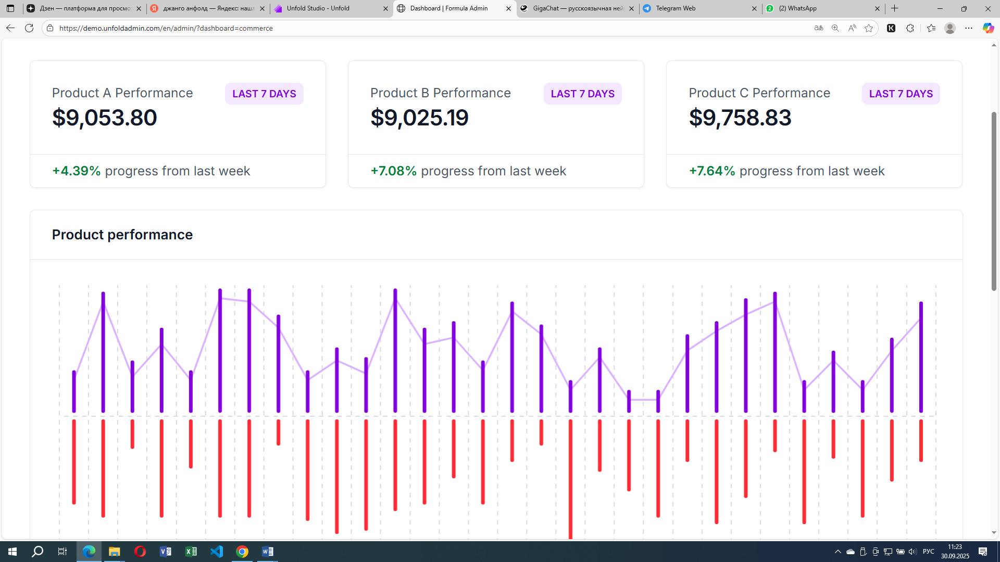 Дзен — платформа для просмо
джанго анфолд — Яндекс: наш
Unfold Studio - Unfold
Dashboard | Formula Admin
GigaChat — русскоязычная ней
Telegram Web
(2) WhatsApp
https://demo.unfoldadmin.com/en/admin/?dashboard=commerce
Product A Performance
LAST 7 DAYS
$9,053.80
+4.39% progress from last week
Product B Performance
LAST 7 DAYS
$9,025.19
+7.08% progress from last week
Product C Performance
LAST 7 DAYS
$9,758.83
+7.64% progress from last week
Product performance
РУС
11:23
30.09.2025